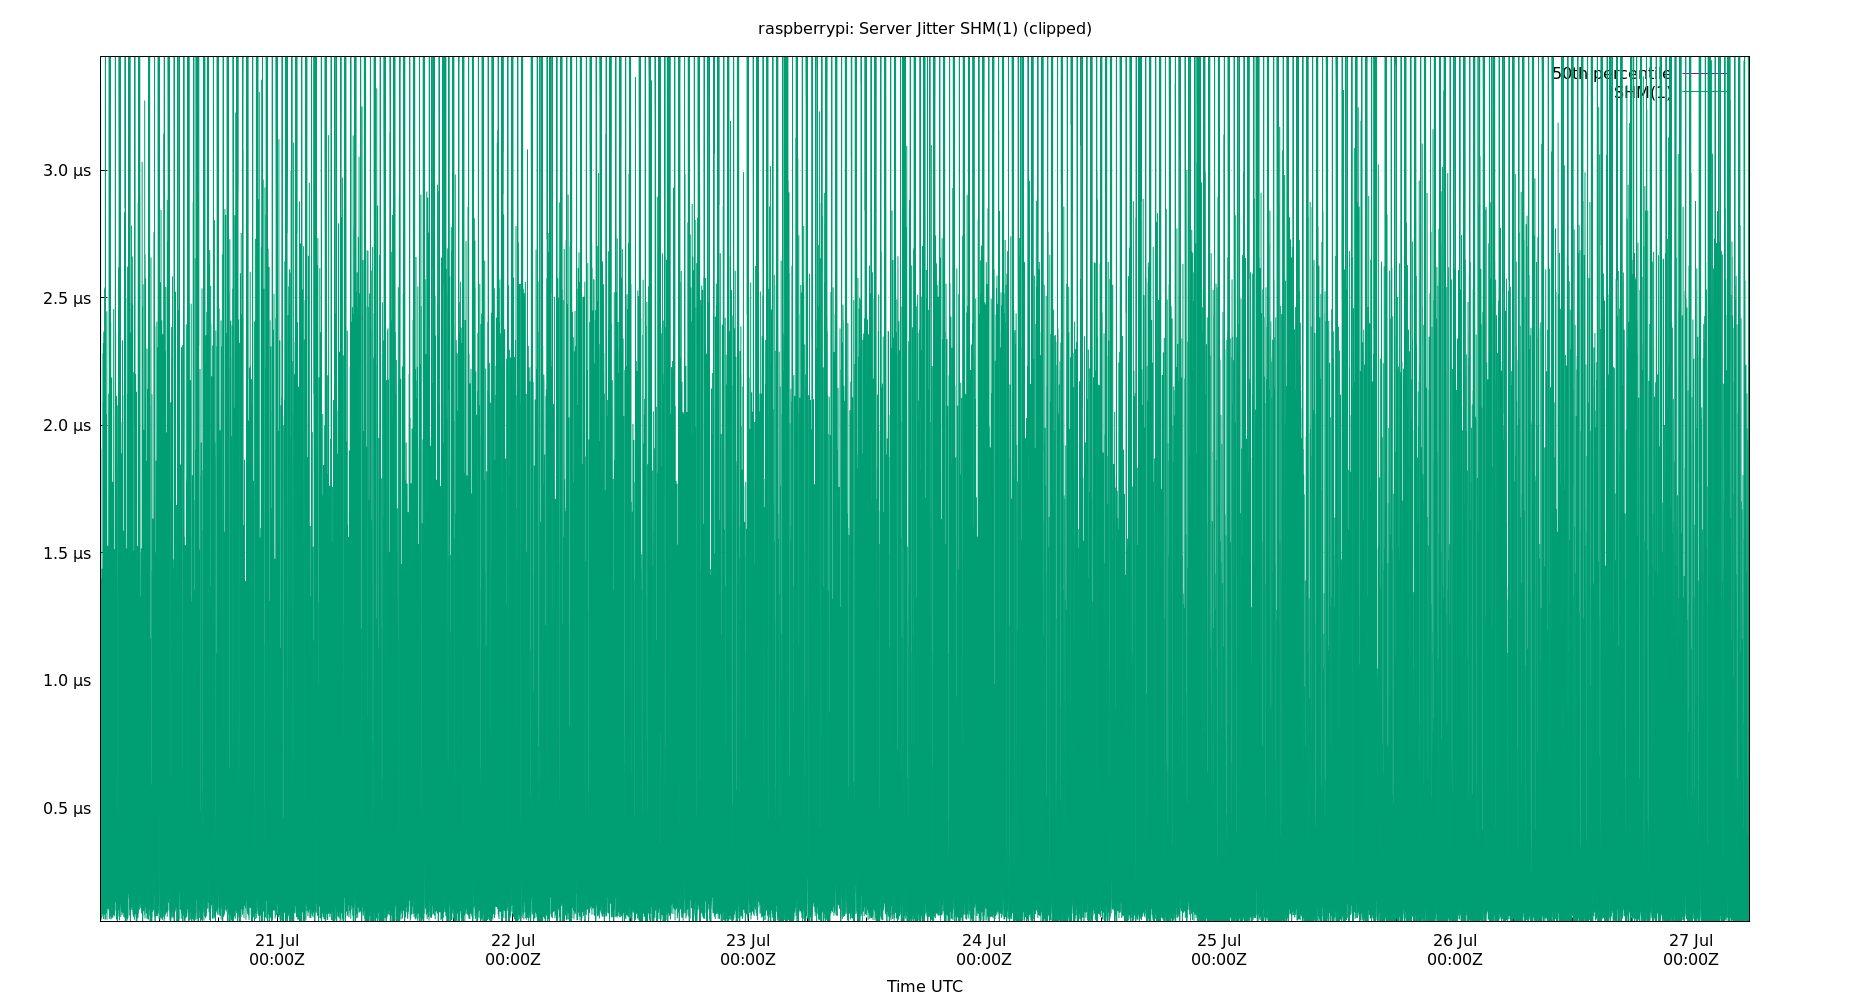 raspberrypi: Server Jitter SHM(1) (clipped)
50th percentile
SHM(1)
3.0 µs
2.5 µs
2.0 µs
1.5 µs
1.0 µs
0.5 µs
21 Jul 22 Jul 23 Jul 24 Jul 25 Jul 26 Jul 27 Jul
00:00Z 00:00Z 00:00Z 00:00Z 00:00Z 00:00Z 00:00Z
Time UTC